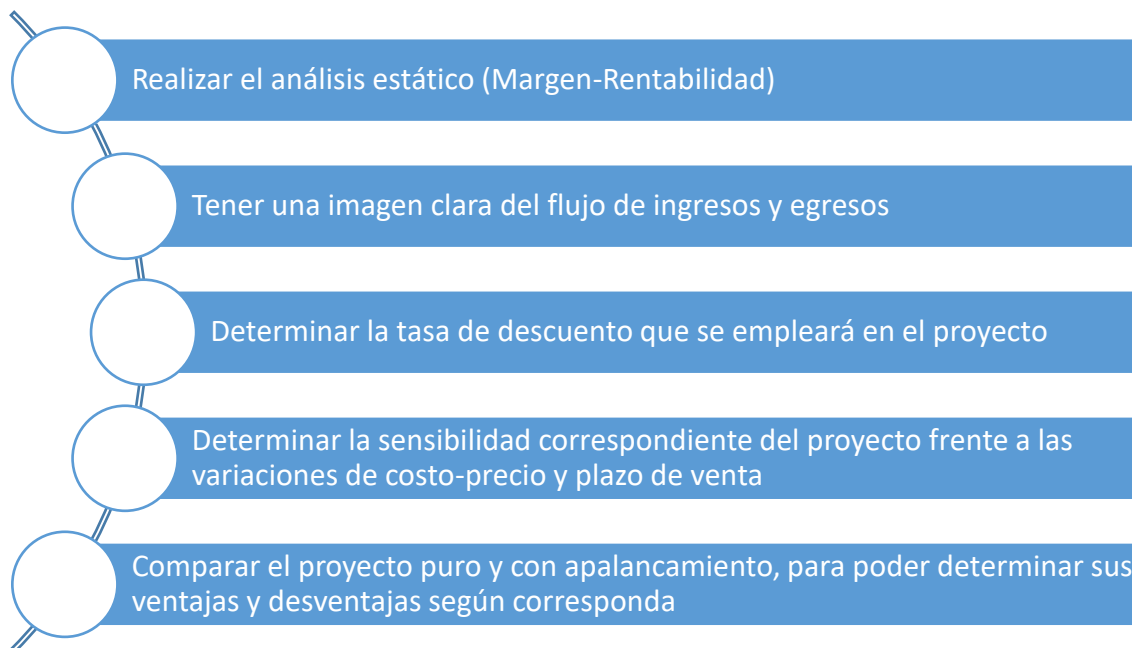 Realizar el análisis estático (Margen-Rentabilidad)
Tener una imagen clara del flujo de ingresos y egresos
Determinar la tasa de descuento que se empleará en el proyecto
Determinar la sensibilidad correspondiente del proyecto frente a las
variaciones de costo-precio y plazo de venta
Comparar el proyecto puro y con apalancamiento, para poder determinar sus
ventajas y desventajas según corresponda